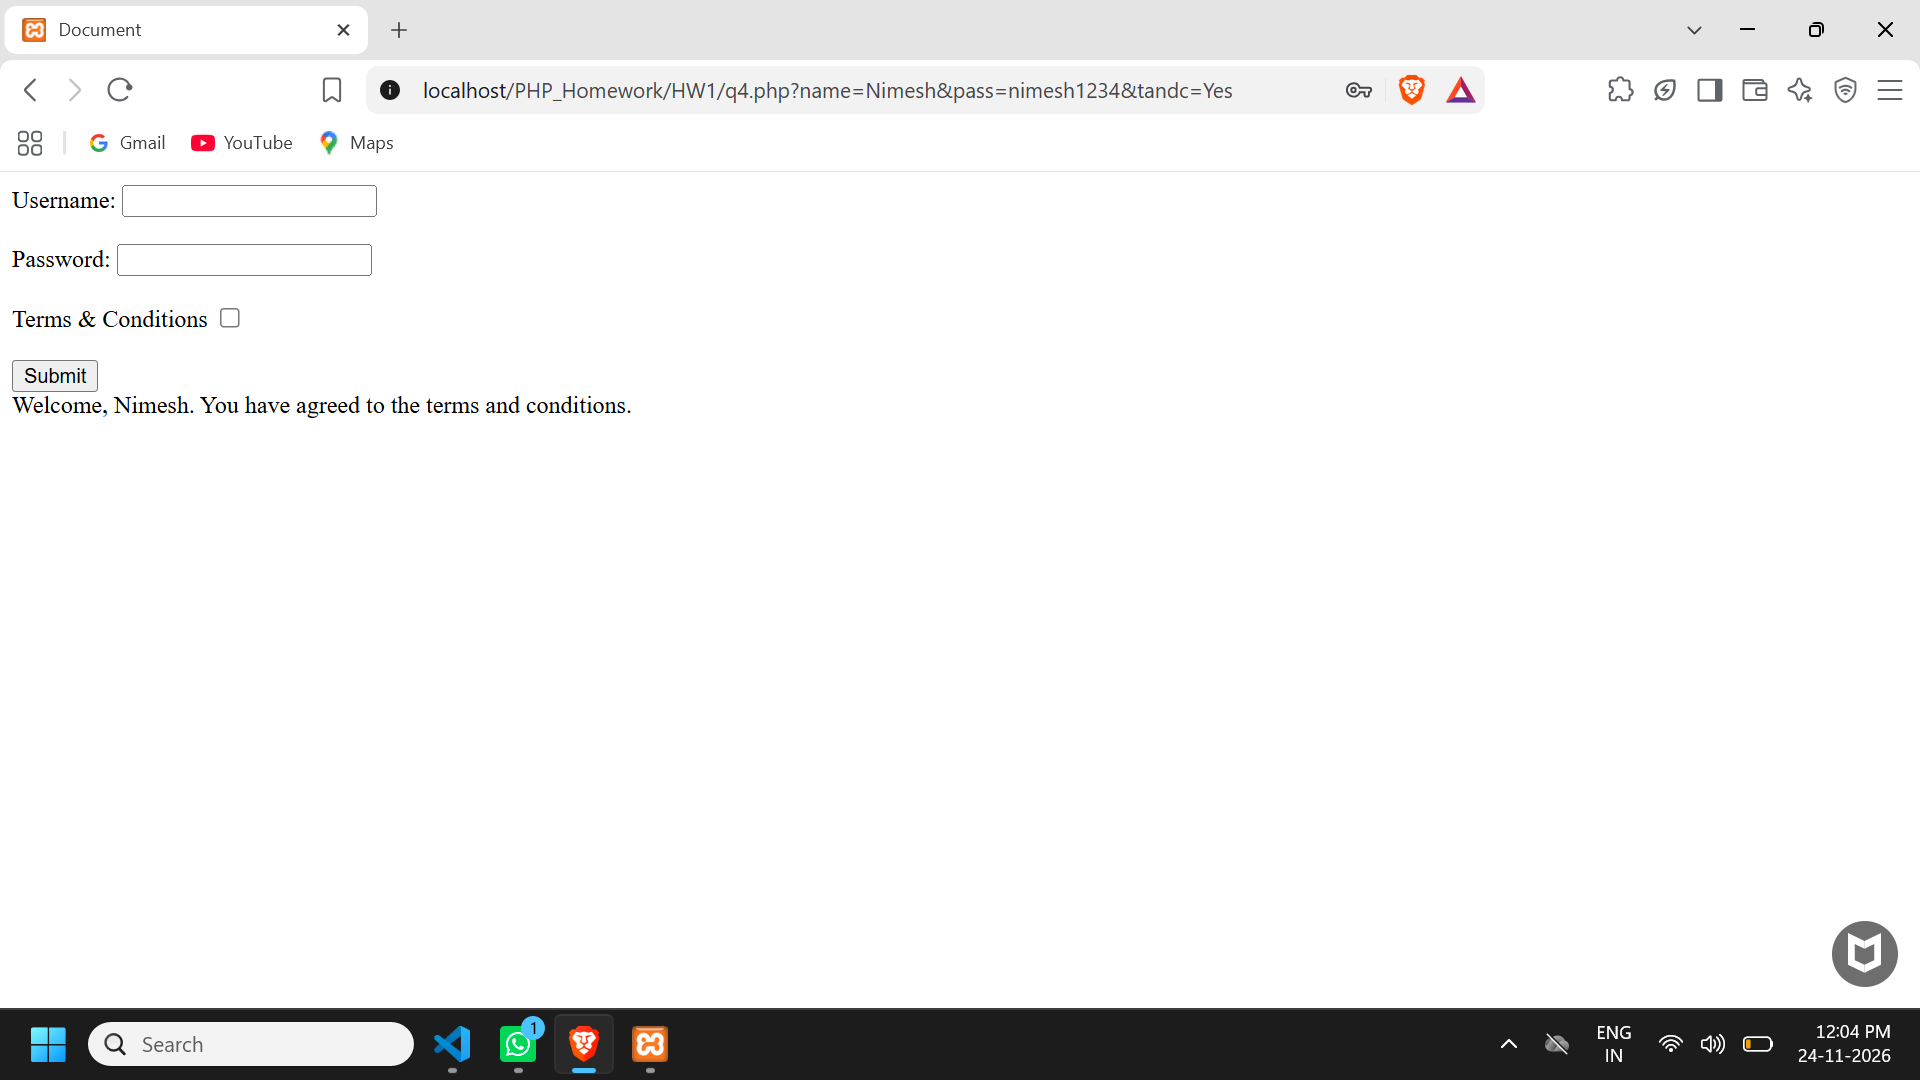 Document
localhost/PHP_Homework/HW1/q4.php?name=Nimesh&pass=nimesh1234&tandc=Yes
Gmail YouTube Maps
Username:
Password:
Terms & Conditions
Submit
Welcome, Nimesh. You have agreed to the terms and conditions.
Search
1
ENG
IN
12:04 PM
24-11-2026